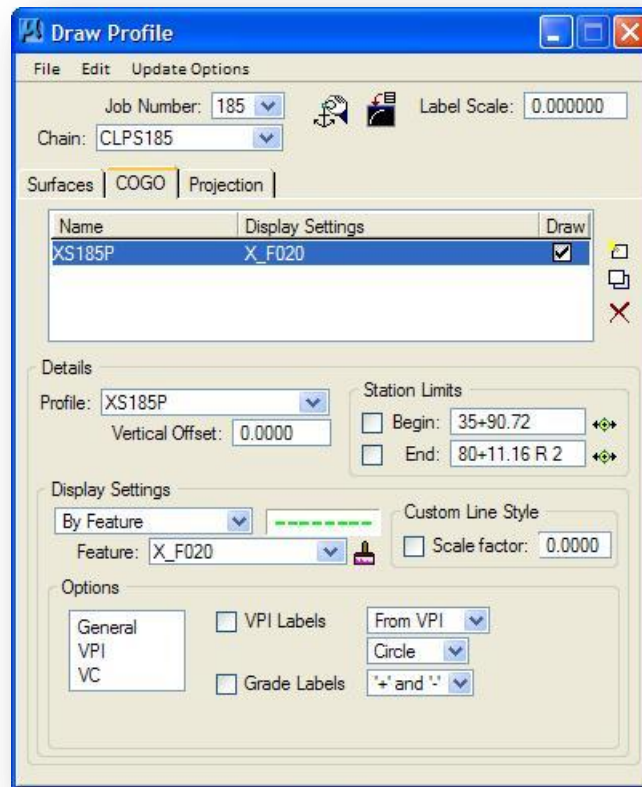 Draw Profile
File Edit Update Options
Job Number: 185 Label Scale: 0.000000
Chain: CLPS185
Surfaces COGO Projection
Name Display Settings Draw
XS185P X_F020
Details
Profile: XS185P
Vertical Offset: 0.0000
Station Limits
Begin: 35+90.72
End: 80+11.16 R 2
Display Settings
By Feature
Feature: X_F020
Custom Line Style
Scale factor: 0.0000
Options
General
VPI
VC
VPI Labels From VPI
Circle
Grade Labels '+' and '-'